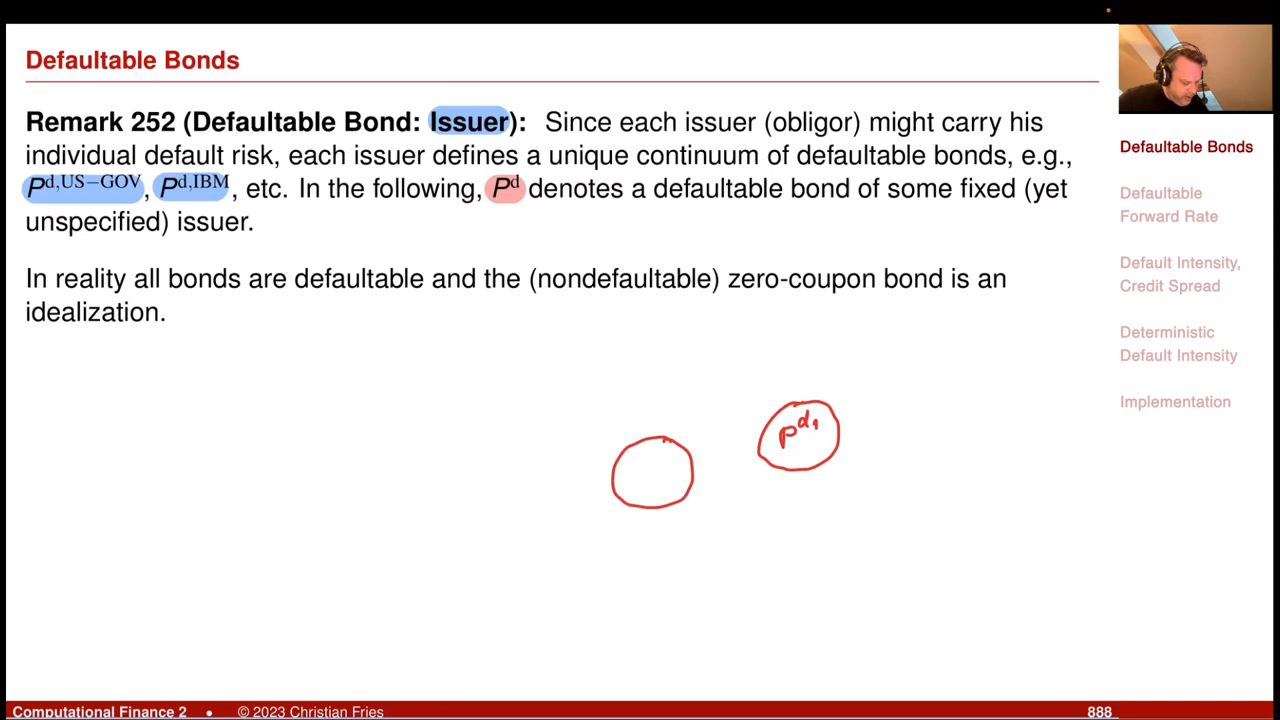 Defaultable Bonds
Remark 252 (Defaultable Bond: Issuer): Since each issuer (obligor) might carry his
individual default risk, each issuer defines a unique continuum of defaultable bonds, e.g.,
P^d,US−GOV, P^d,IBM, etc. In the following, P^d denotes a defaultable bond of some fixed (yet
unspecified) issuer.
In reality all bonds are defaultable and the (nondefaultable) zero-coupon bond is an
idealization.
P^d,
Defaultable Bonds
Defaultable
Forward Rate
Default Intensity,
Credit Spread
Deterministic
Default Intensity
Implementation
Computational Finance 2 • © 2023 Christian Fries
888